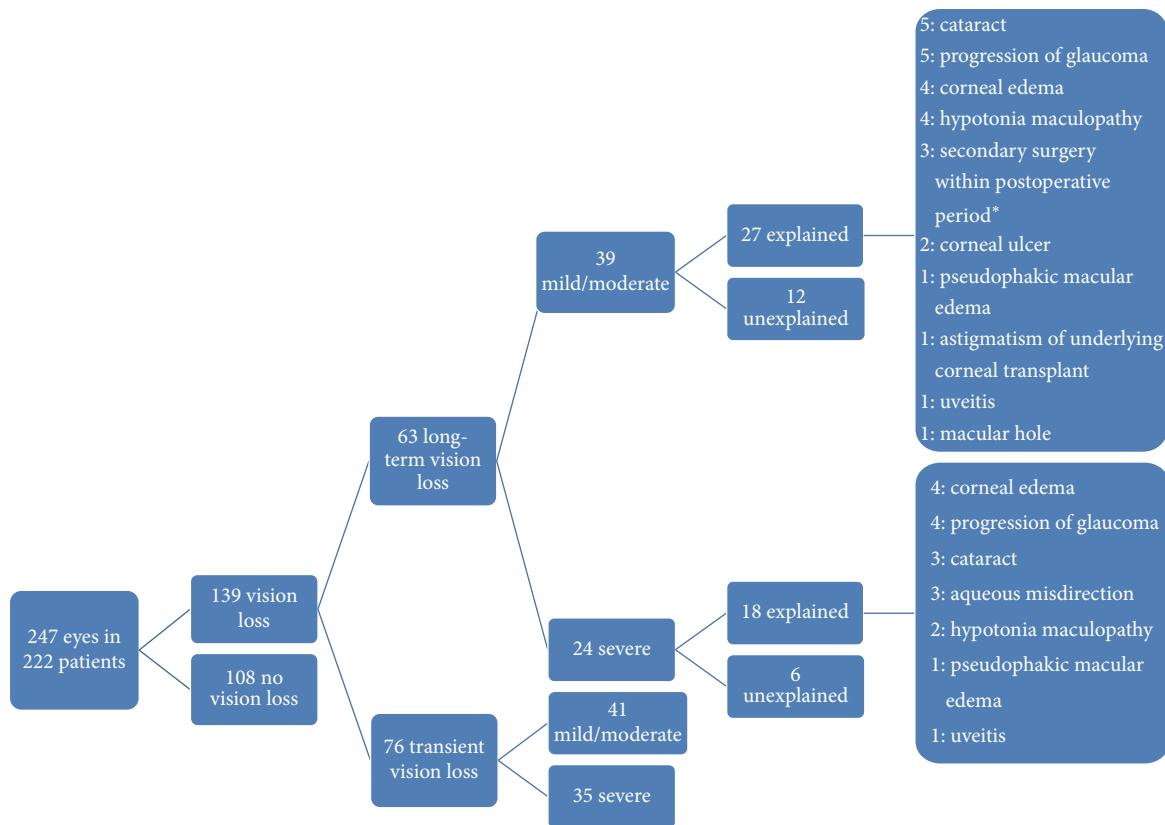 247 eyes in
222 patients
139 vision
loss
108 no
vision loss
63 long-
term vision
loss
76 transient
vision loss
39
mild/moderate
24 severe
41
mild/moderate
35 severe
27 explained
12
unexplained
18 explained
6
unexplained
5: cataract
5: progression of glaucoma
4: corneal edema
4: hypotonia maculopathy
3: secondary surgery
within postoperative
period*
2: corneal ulcer
1: pseudophakic macular
edema
1: astigmatism of underlying
corneal transplant
1: uveitis
1: macular hole
4: corneal edema
4: progression of glaucoma
3: cataract
3: aqueous misdirection
2: hypotonia maculopathy
1: pseudophakic macular
edema
1: uveitis